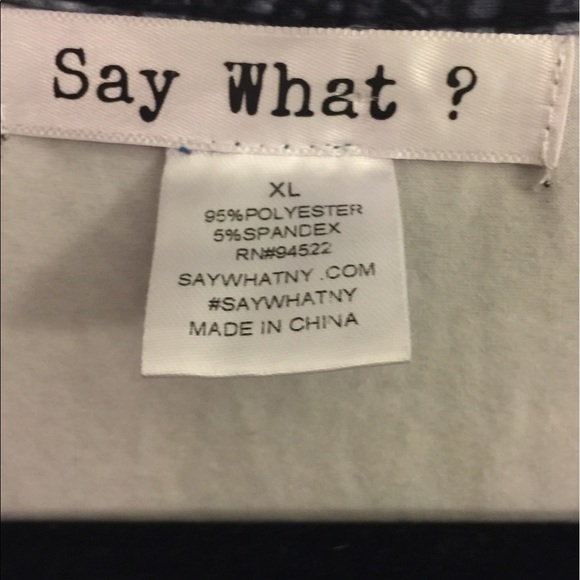 Say What ?
XL
95%POLYESTER
5%SPANDEX
RN#94522
SAYWHATNY .COM
#SAYWHATNY
MADE IN CHINA